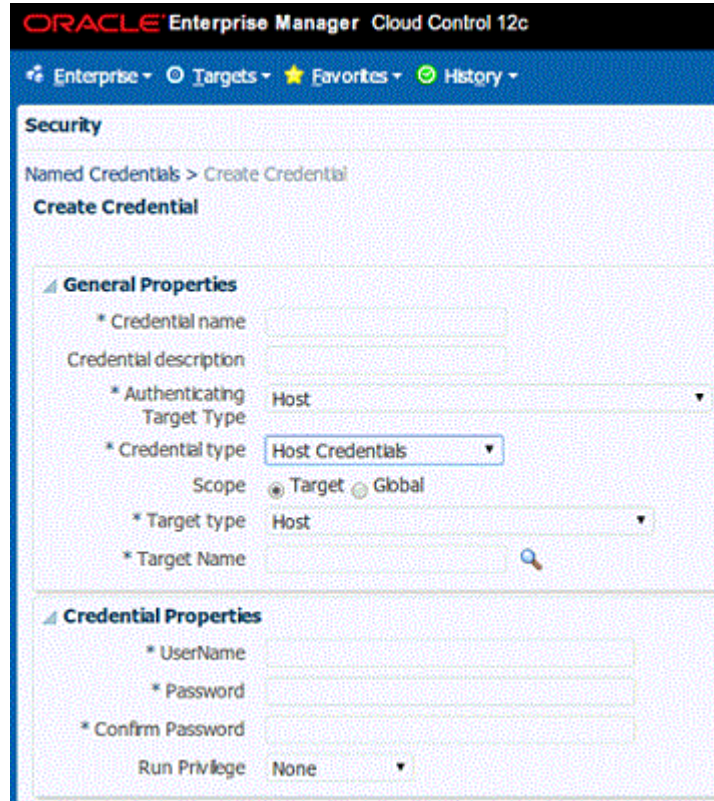 ORACLE Enterprise Manager Cloud Control 12c
Enterprise Targets Favorites History
Security
Named Credentials > Create Credential
Create Credential
General Properties
* Credential name
Credential description
* Authenticating Target Type Host
* Credential type Host Credentials
Scope Target Global
* Target type Host
* Target Name
Credential Properties
* UserName
* Password
* Confirm Password
Run Privilege None